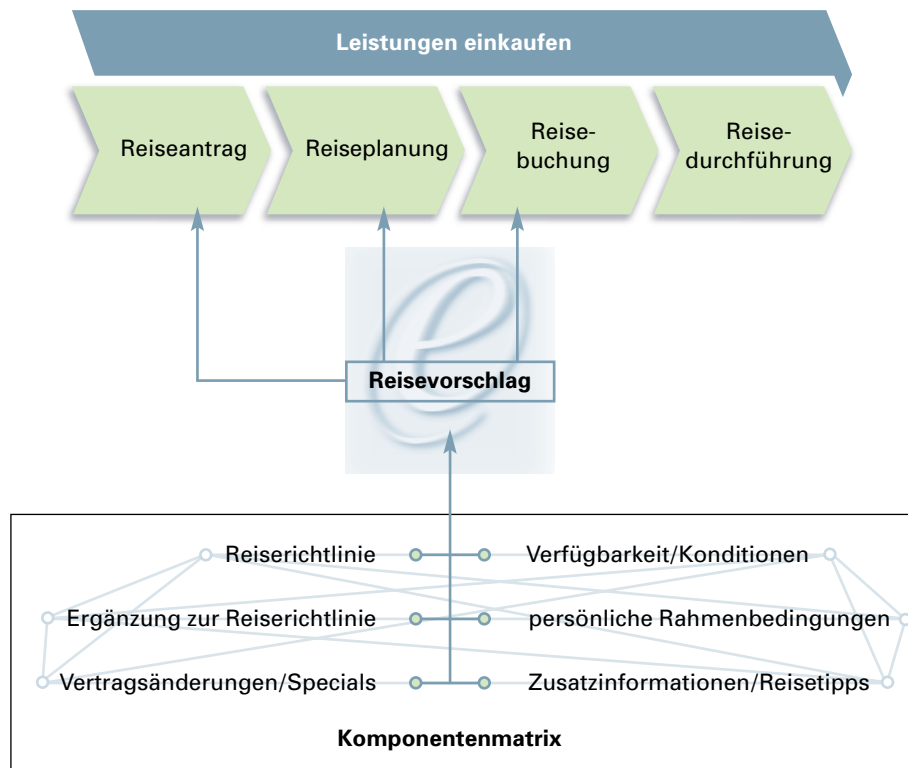 Leistungen einkaufen
Reiseantrag
Reiseplanung
Reise-
buchung
Reise-
durchführung
e
Reisevorschlag
Reiserichtlinie
Verfügbarkeit/Konditionen
Ergänzung zur Reiserichtlinie
persönliche Rahmenbedingungen
Vertragsänderungen/Specials
Zusatzinformationen/Reisetipps
Komponentenmatrix